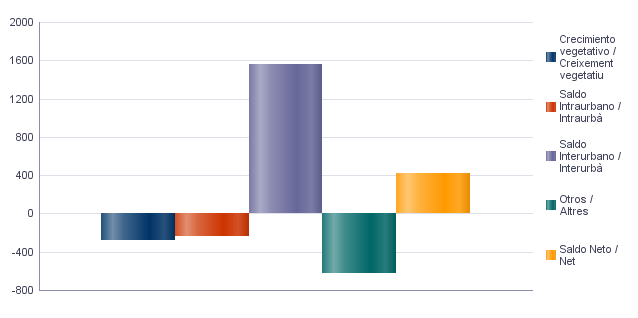 2000
1600
1200
800
400
0
-400
-800
Crecimiento
vegetativo /
Creixement
vegetatiu
Saldo
Intraurbano /
Intraurbà
Saldo
Interurbano /
Interurbà
Otros /
Altres
Saldo Neto /
Net